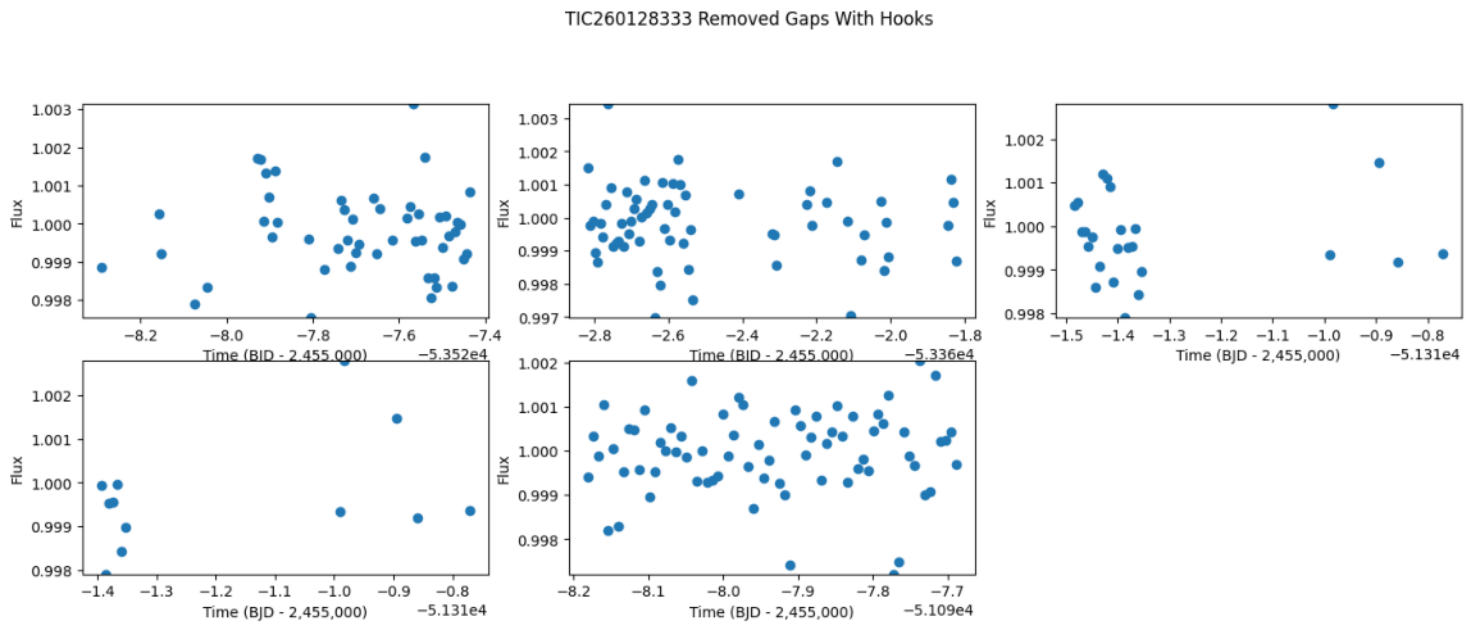 TIC260128333 Removed Gaps With Hooks
1.003
1.002
1.001
1.000
0.999
0.998
Flux
−8.2 −8.0 −7.8 −7.6 −7.4
Time (BJD - 2,455,000) −5.352e4
1.003
1.002
1.001
1.000
0.999
0.998
0.997
Flux
−2.8 −2.6 −2.4 −2.2 −2.0 −1.8
Time (BJD - 2,455,000) −5.336e4
1.002
1.001
1.000
0.999
0.998
Flux
−1.5 −1.4 −1.3 −1.2 −1.1 −1.0 −0.9 −0.8
Time (BJD - 2,455,000) −5.131e4
1.002
1.001
1.000
0.999
0.998
Flux
−1.4 −1.3 −1.2 −1.1 −1.0 −0.9 −0.8
Time (BJD - 2,455,000) −5.131e4
1.002
1.001
1.000
0.999
0.998
Flux
−8.2 −8.1 −8.0 −7.9 −7.8 −7.7
Time (BJD - 2,455,000) −5.109e4